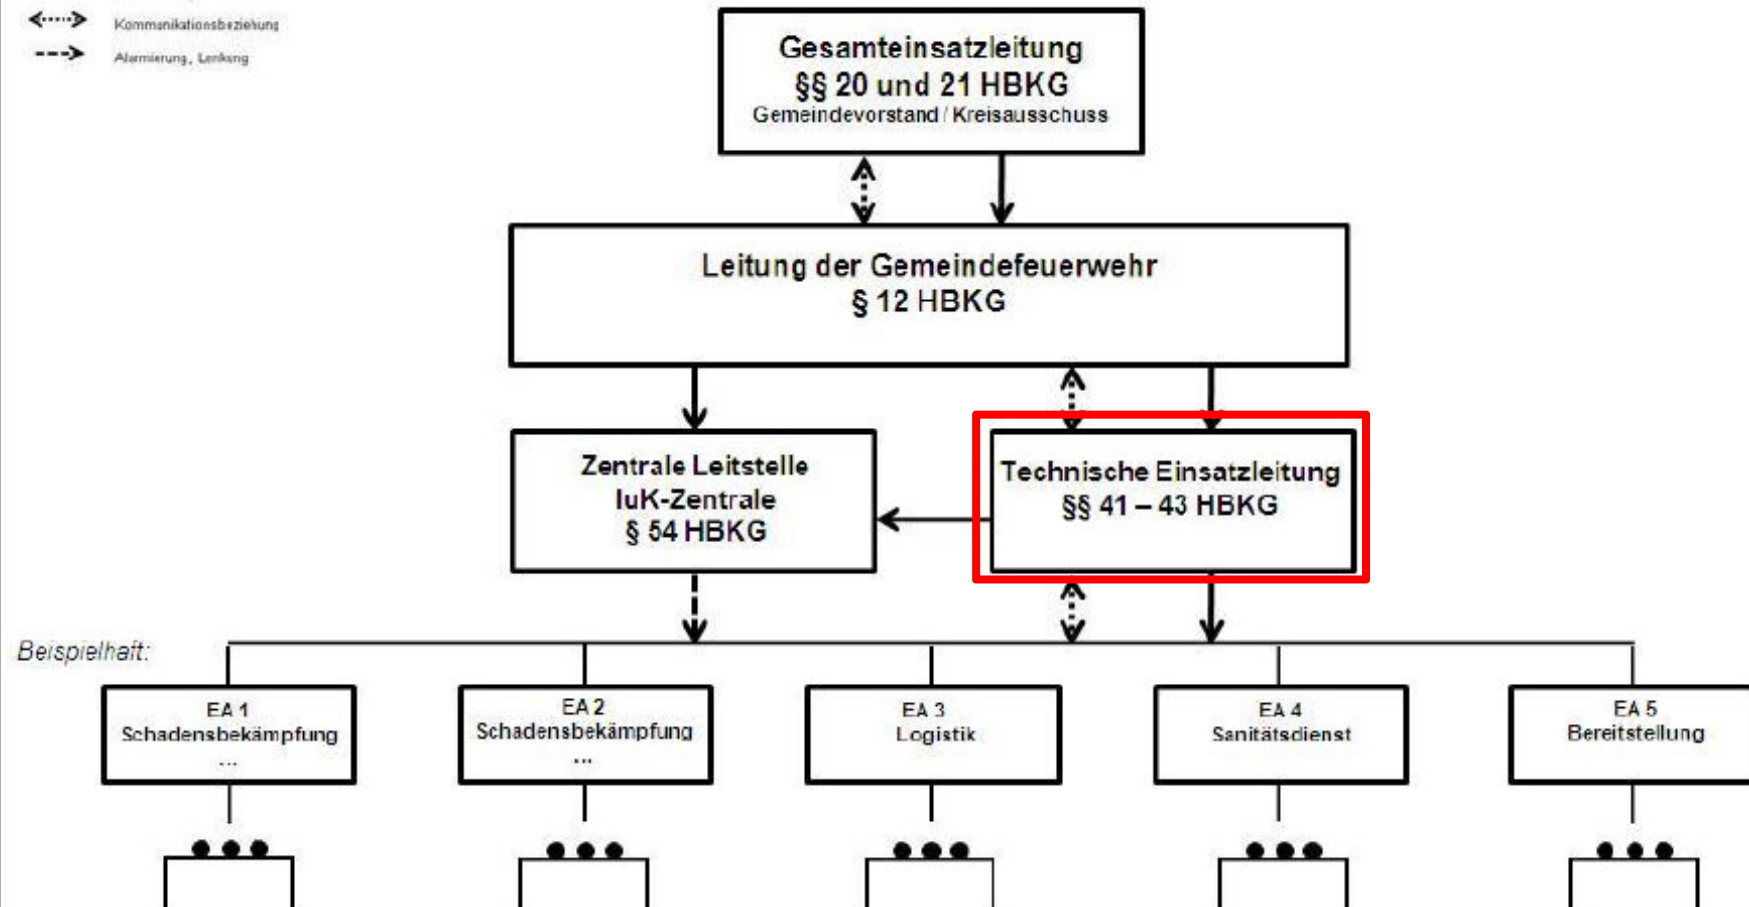 Kommunikationsbeziehung
Alarmierung, Lenkung
Gesamteinsatzleitung
§§ 20 und 21 HBKG
Gemeindevorstand / Kreisausschuss
Leitung der Gemeindefeuerwehr
§ 12 HBKG
Zentrale Leitstelle
IuK-Zentrale
§ 54 HBKG
Technische Einsatzleitung
§§ 41 – 43 HBKG
Beispielhaft:
EA 1
Schadensbekämpfung
...
EA 2
Schadensbekämpfung
...
EA 3
Logistik
EA 4
Sanitätsdienst
EA 5
Bereitstellung